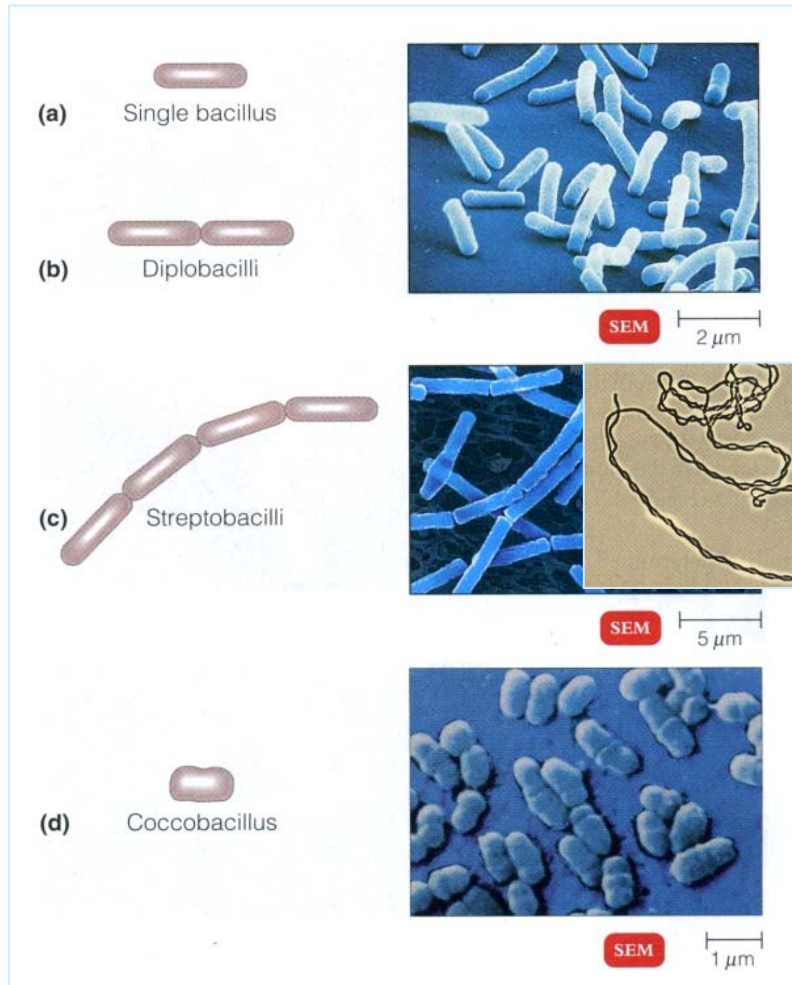 (a)
Single bacillus
(b)
Diplobacilli
SEM
2 μm
(c)
Streptobacilli
SEM
5 μm
(d)
Coccobacillus
SEM
1 μm